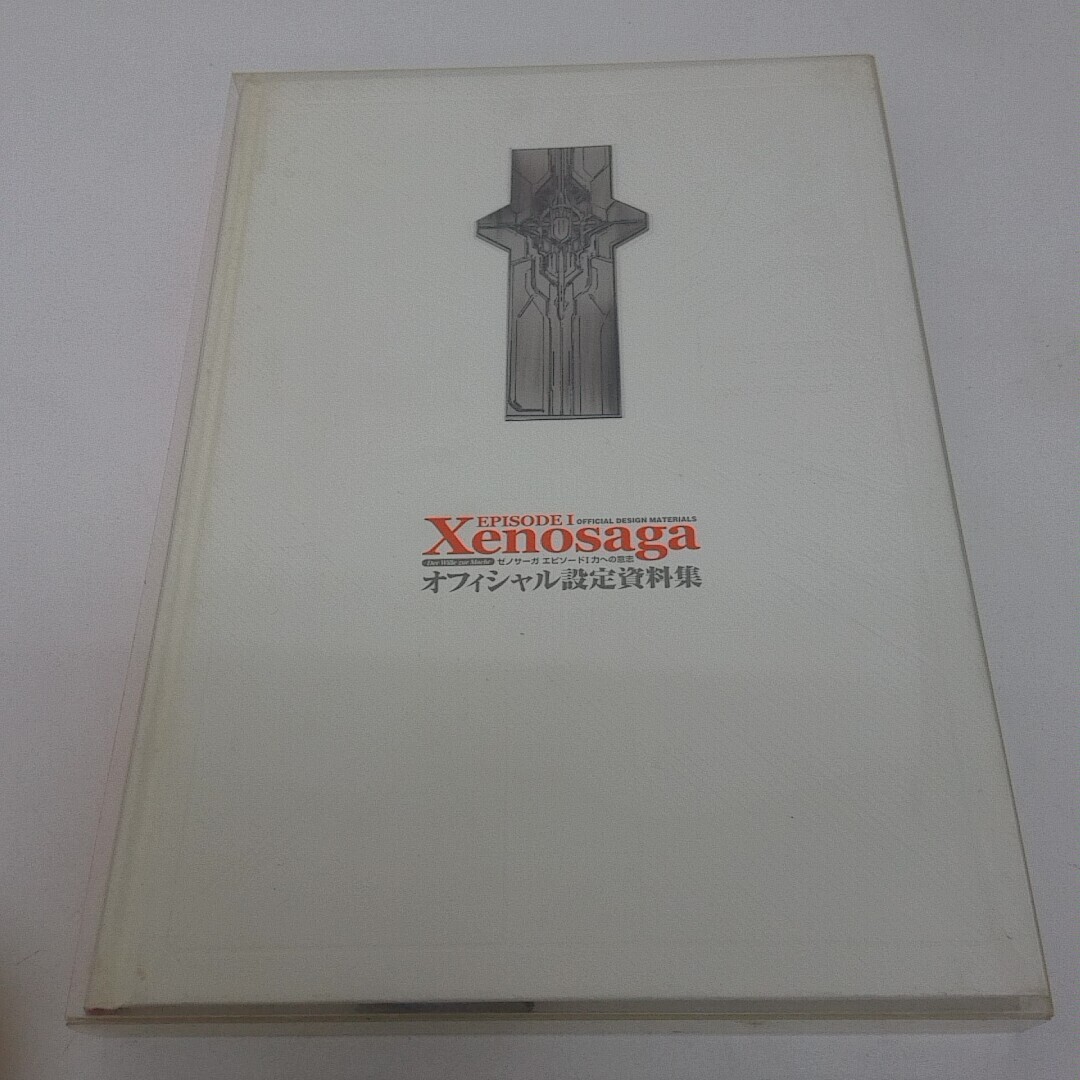 EPISODE I OFFICIAL DESIGN MATERIALS
Xenosaga
Der Wille zur Macht ゼノサーガ エピソードI 力への意志
オフィシャル設定資料集